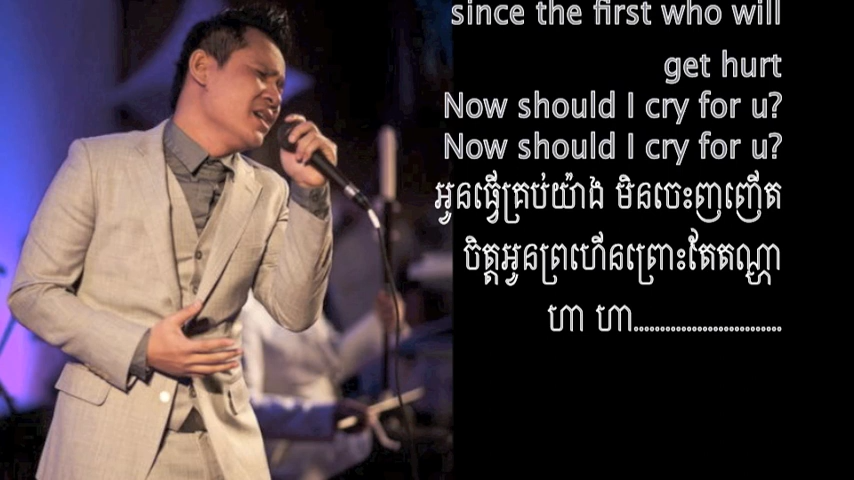 since the first who will
get hurt
Now should I cry for u?
Now should I cry for u?
អូនធ្វើគ្រប់យ៉ាង មិនចេះញញើត
ចិត្តអូនព្រហើនព្រោះតែតណ្ហា
ហា ហា............................